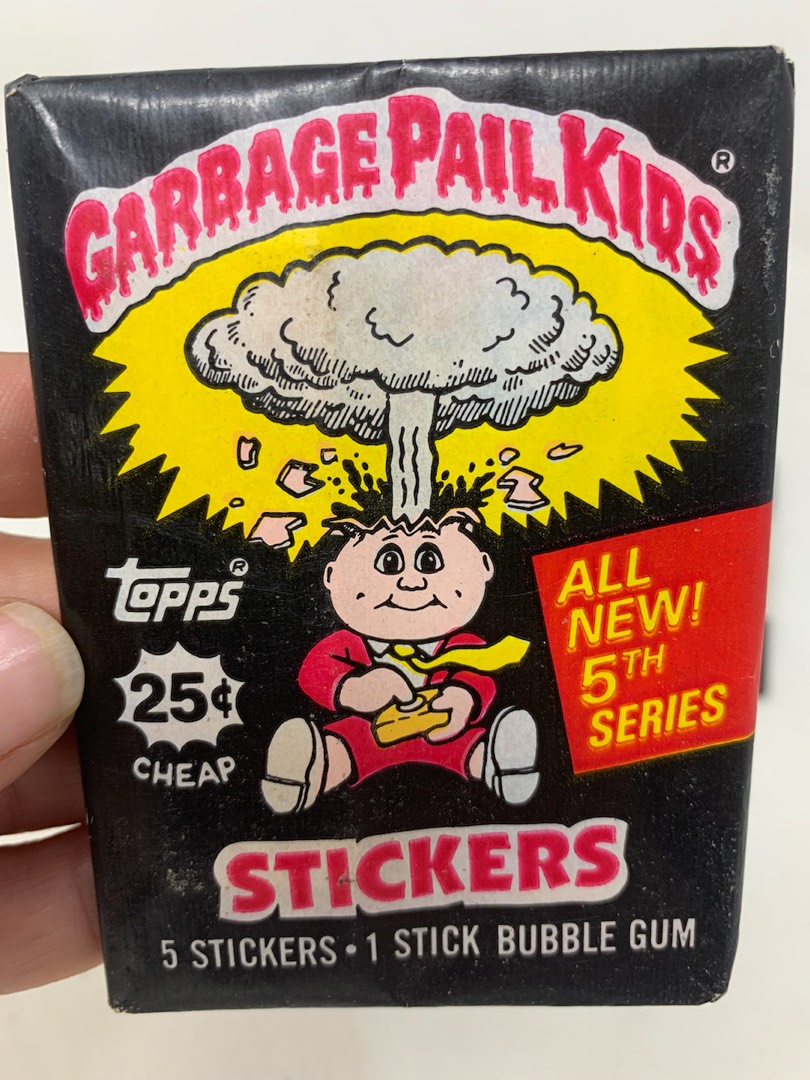 GARBAGE PAIL KIDS®
TOPPS®
25¢
CHEAP
ALL
NEW!
5TH
SERIES
STICKERS
5 STICKERS • 1 STICK BUBBLE GUM